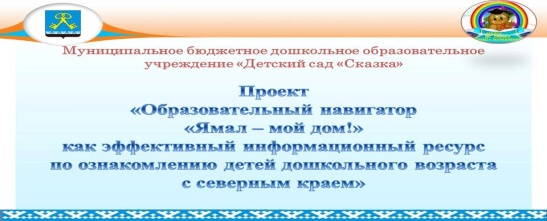 Муниципальное бюджетное дошкольное образовательное
учреждение «Детский сад «Сказка»
Проект
«Образовательный навигатор
«Ямал – мой дом!»
как эффективный информационный ресурс
по ознакомлению детей дошкольного возраста
с северным краем»